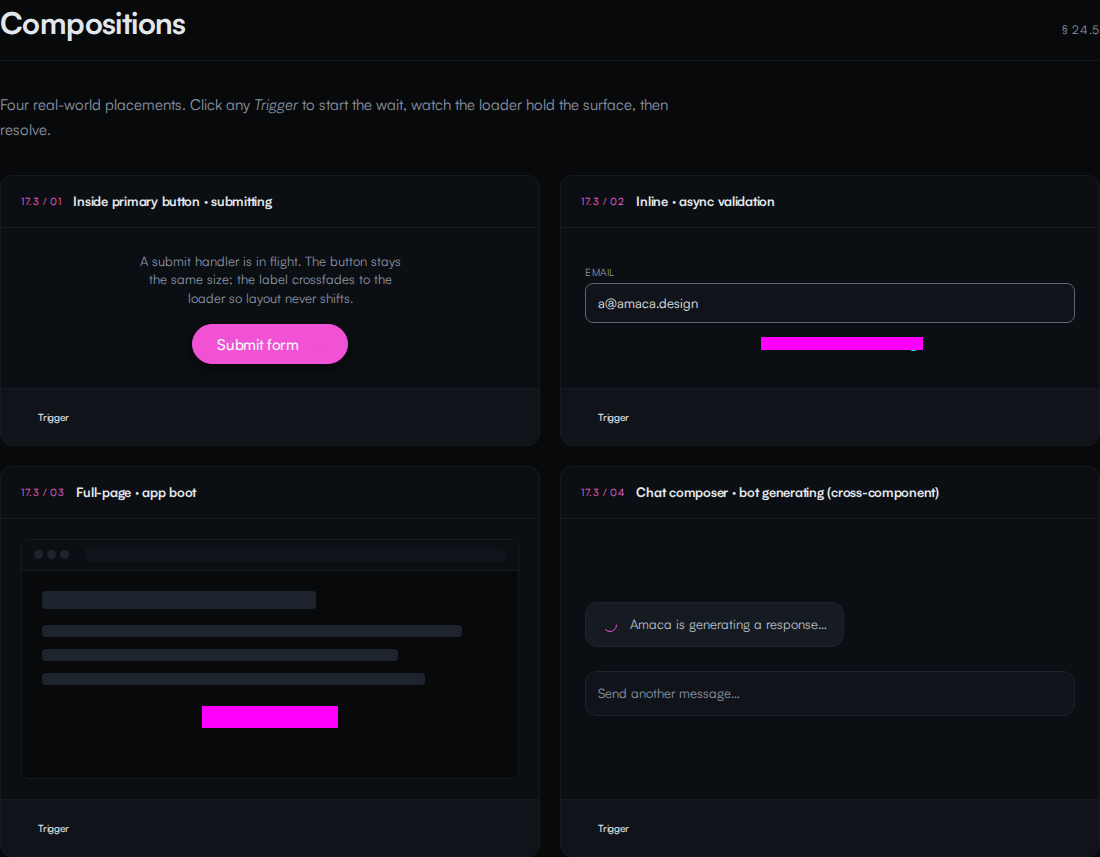 Compositions
§ 24.5
Four real-world placements. Click any Trigger to start the wait, watch the loader hold the surface, then
resolve.
17.3 / 01 Inside primary button • submitting
A submit handler is in flight. The button stays
the same size; the label crossfades to the
loader so layout never shifts.
Submit form
Trigger
17.3 / 02 Inline • async validation
EMAIL
a@amaca.design
Trigger
17.3 / 03 Full-page • app boot
Trigger
17.3 / 04 Chat composer • bot generating (cross-component)
Amaca is generating a response...
Send another message...
Trigger